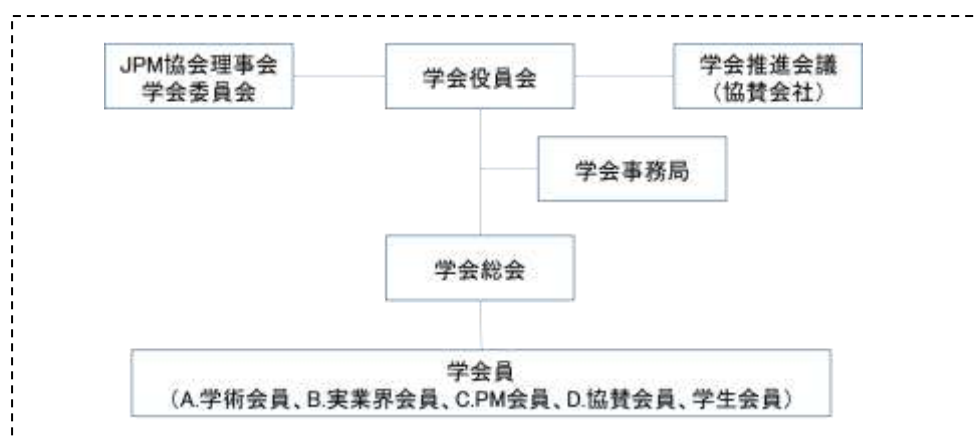 JPM協会理事会
学会委員会
学会役員会
学会推進会議
(協賛会社)
学会事務局
学会総会
学会員
(A.学術会員、B.実業界会員、C.PM会員、D.協賛会員、学生会員)